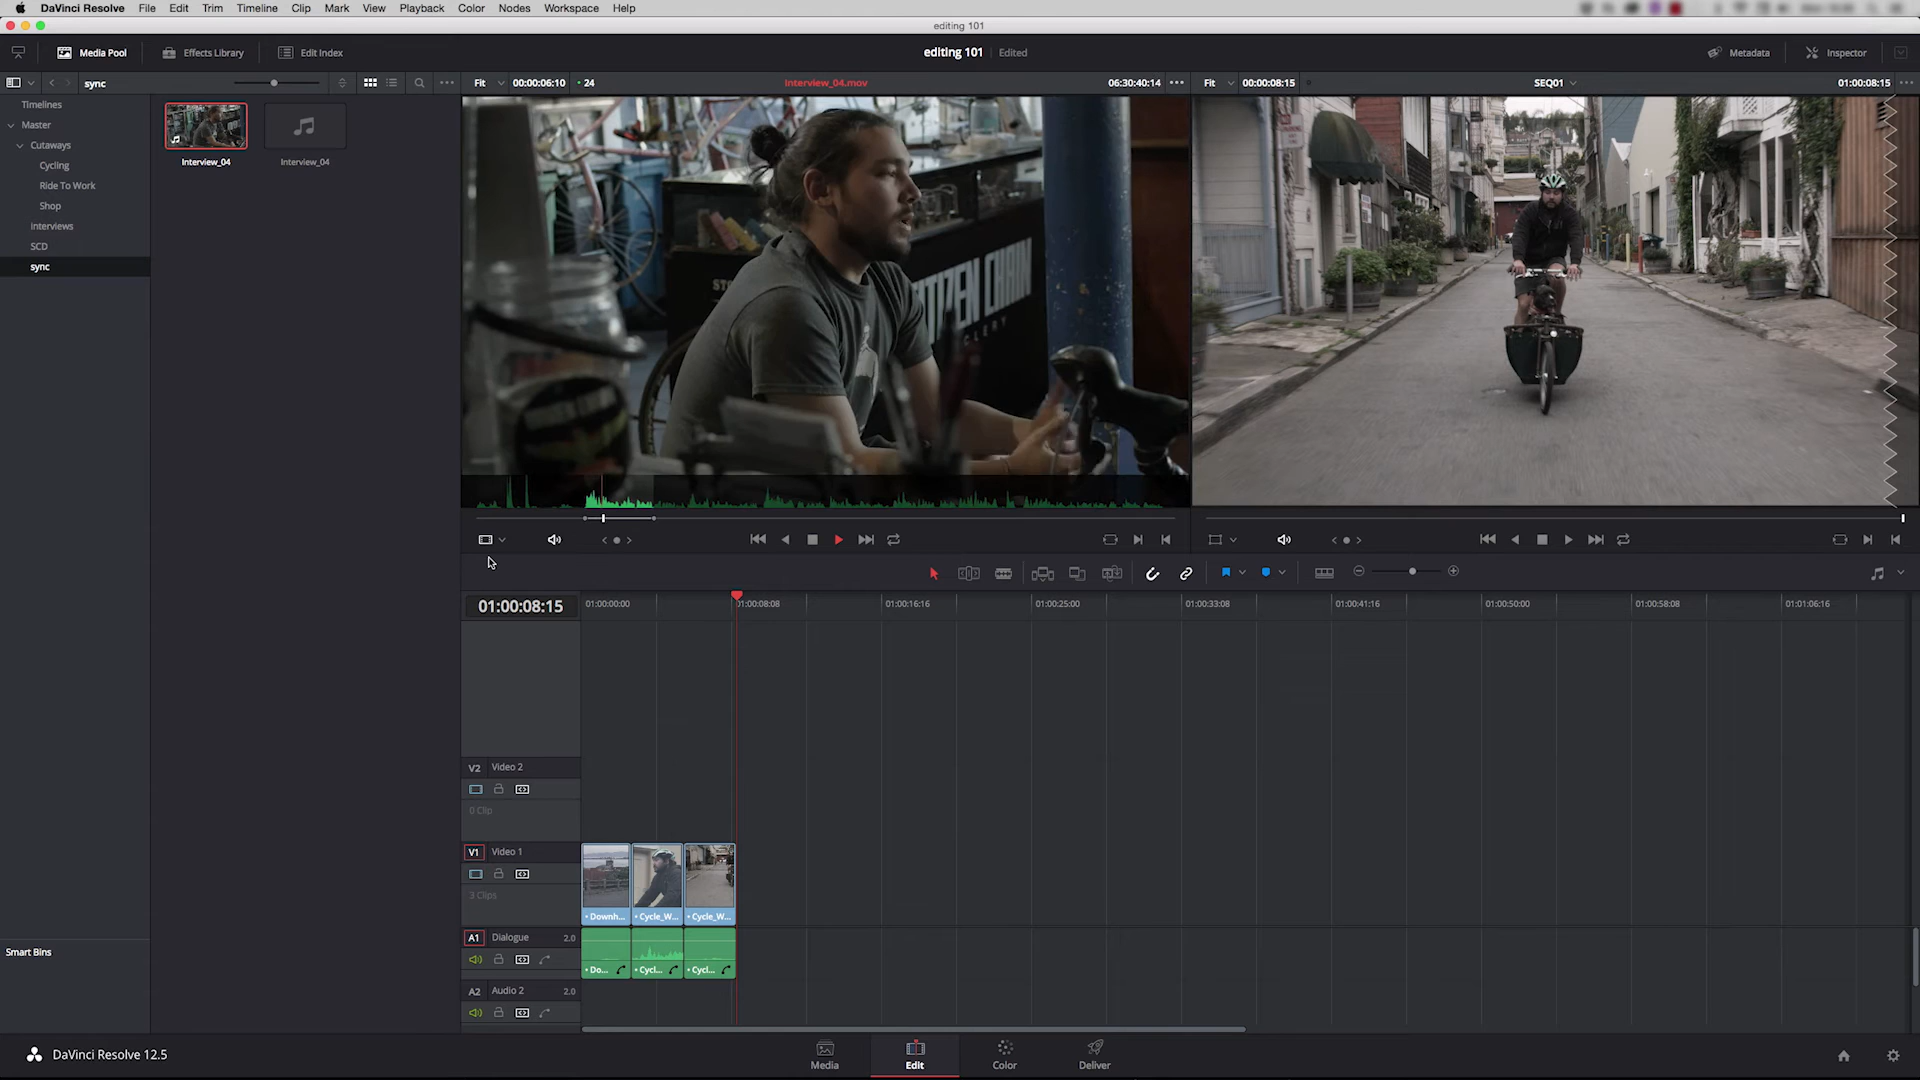 DaVinci Resolve File Edit Trim Timeline Clip Mark View Playback Color Nodes Workspace Help
editing 101
Media Pool Effects Library Edit Index editing 101 Edited Metadata Inspector
sync Fit 00:00:06:10 24 Interview_04.mov 06:30:40:14 Fit 00:00:08:15 SEQ01 01:00:08:15
Timelines
Master
Cutaways
Cycling
Ride To Work
Shop
Interviews
SCD
sync
Interview_04 Interview_04
CHAIN
01:00:08:15 01:00:00:00 01:00:08:08 01:00:16:16 01:00:25:00 01:00:33:08 01:00:41:16 01:00:50:00 01:00:58:08 01:01:06:16
V2 Video 2
0 Clip
V1 Video 1
3 Clips
Downh... Cycle_W... Cycle_W...
A1 Dialogue 2.0
Do... Cycl... Cycl...
A2 Audio 2 2.0
Smart Bins
DaVinci Resolve 12.5
Media Edit Color Deliver